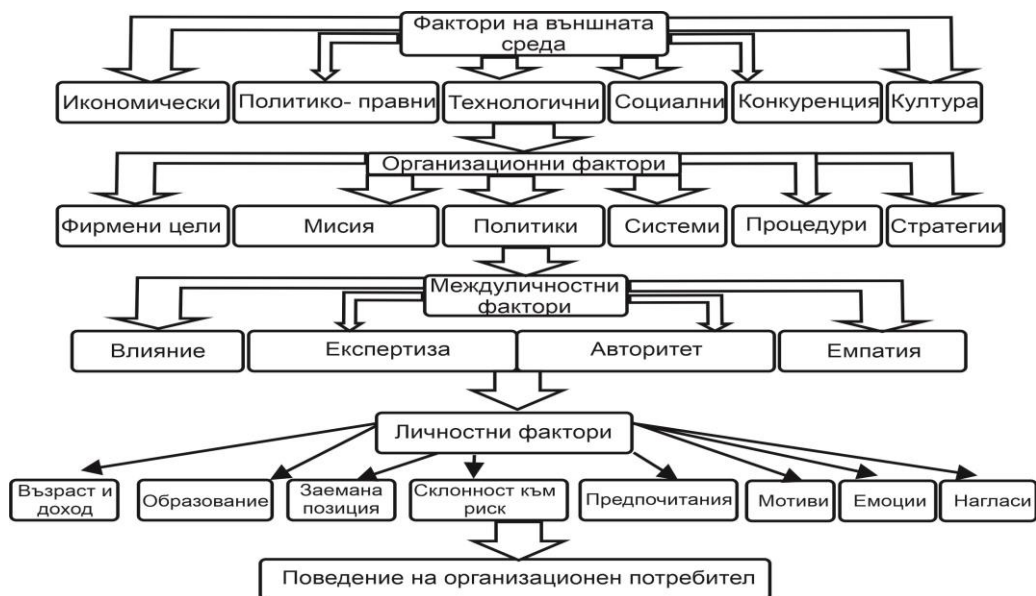 Фактори на външната
среда
Икономически
Политико- правни
Технологични
Социални
Конкуренция
Култура
Организационни фактори
Фирмени цели
Мисия
Политики
Системи
Процедури
Стратегии
Междуличностни
фактори
Влияние
Експертиза
Авторитет
Емпатия
Личностни фактори
Възраст и
доход
Образование
Заемана
позиция
Склонност към
риск
Предпочитания
Мотиви
Емоции
Нагласи
Поведение на организационен потребител